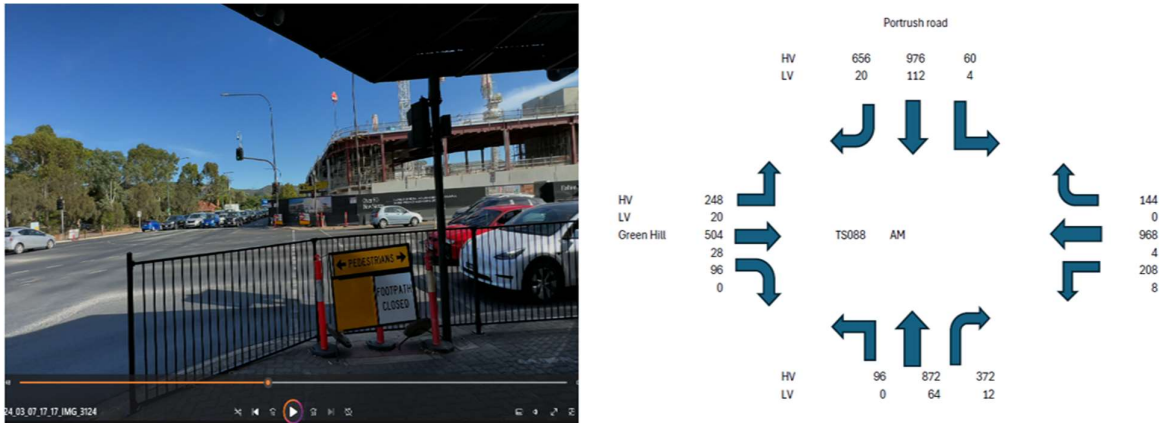 PEDESTRIANS
FOOTPATH
CLOSED
24_03_07_17_17_IMG_3124
Portrush road
HV 656 976 60
LV 20 112 4
HV 248
LV 20
Green Hill 504
28
96
0
TS088 AM
144
0
968
4
208
8
HV 96 872 372
LV 0 64 12